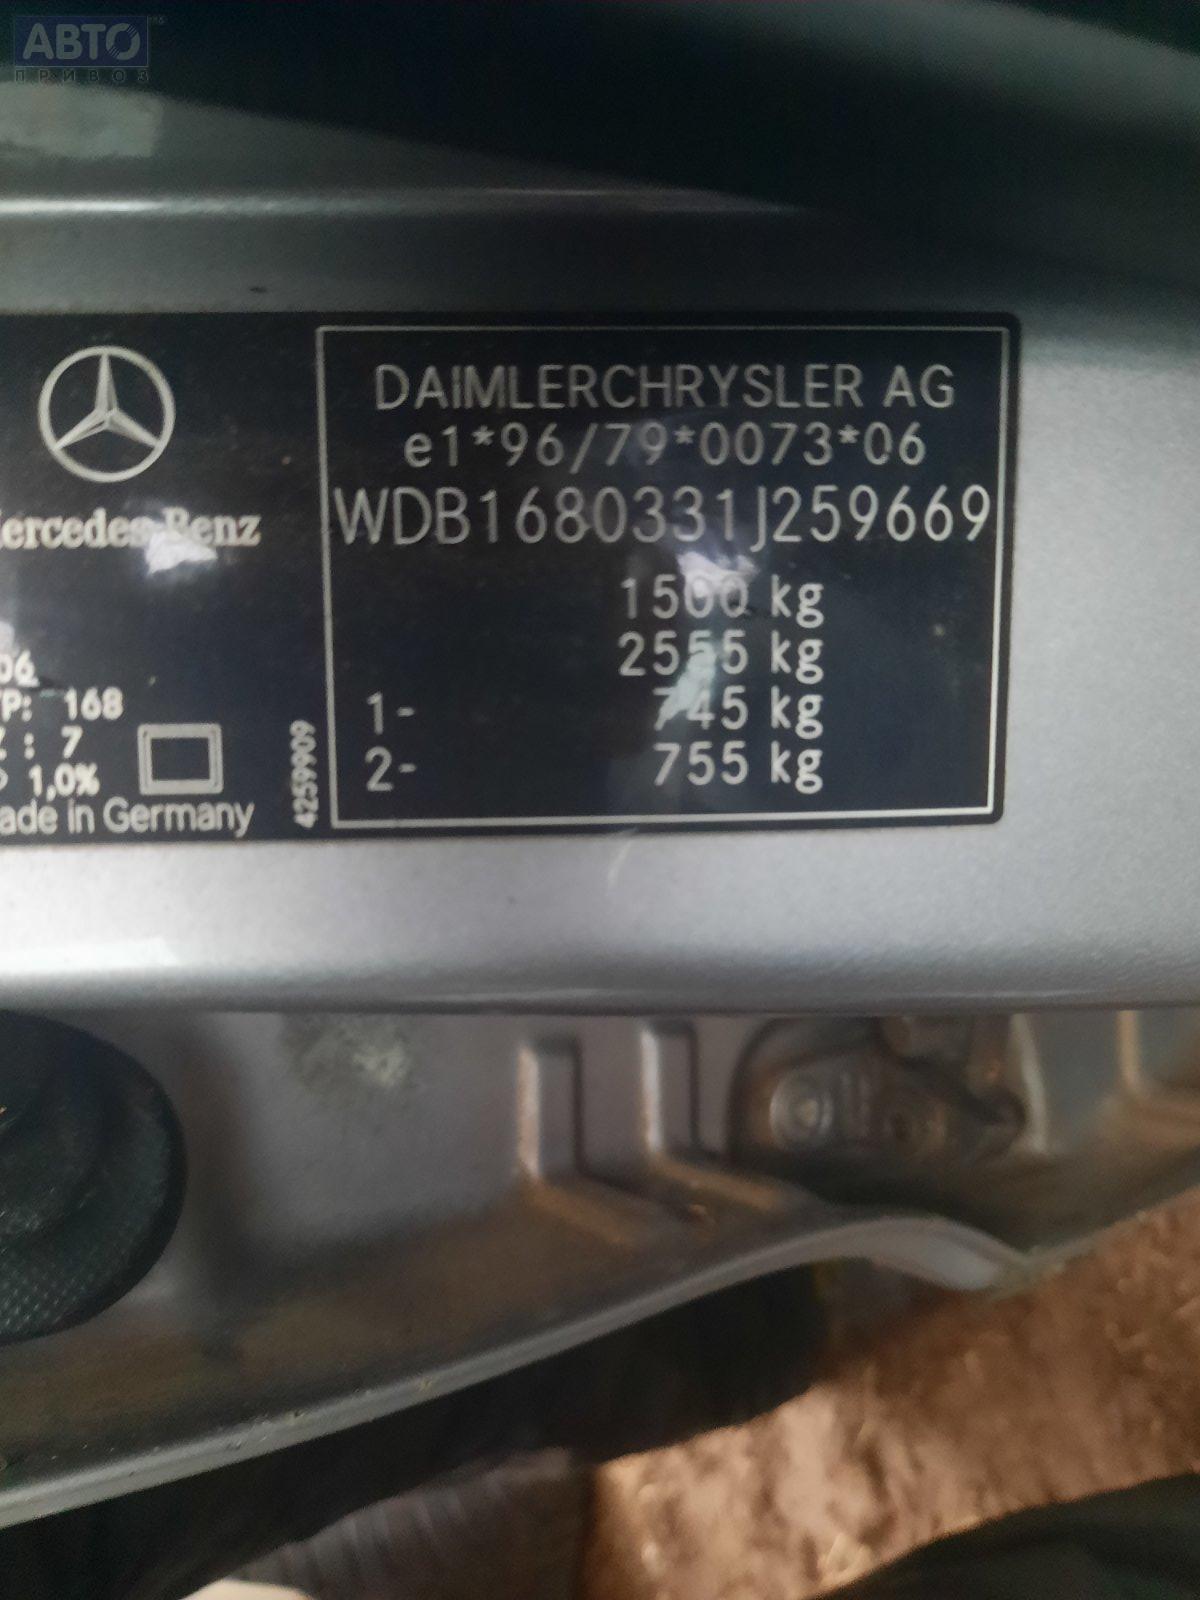 АВТО
ПРИВОЗ
DAIMLERCHRYSLER AG
e1*96/79*0073*06
WDB1680331J259669
1500 kg
2555 kg
1- 745 kg
2- 755 kg
ercedes-Benz
06
P: 168
: 7
1,0%
ade in Germany
4259909